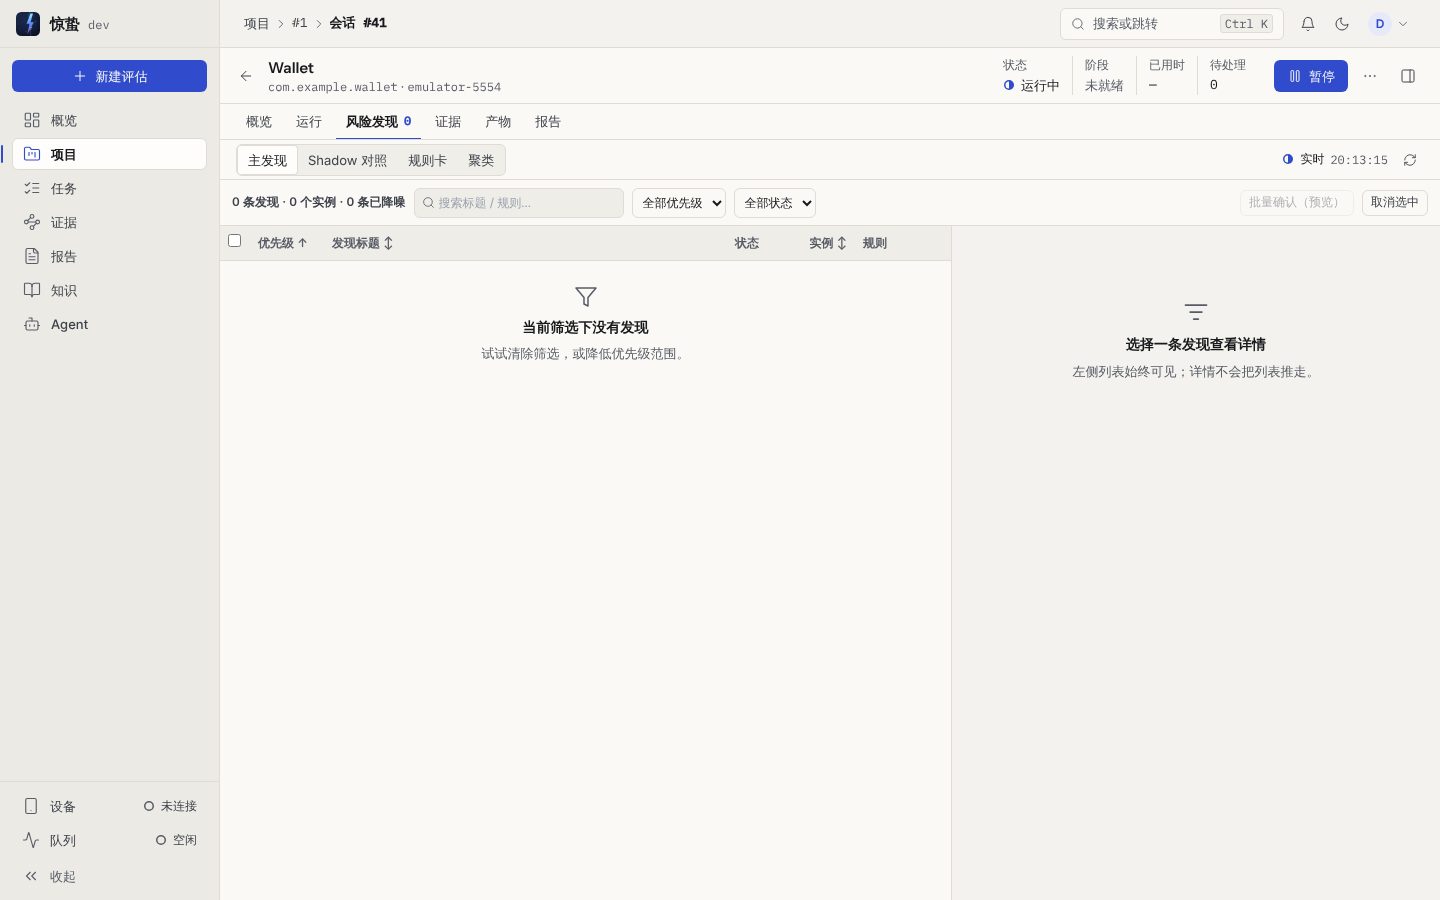 惊蛰 dev
项目 #1 会话 #41
搜索或跳转 Ctrl K
D
新建评估
概览
项目
任务
证据
报告
知识
Agent
Wallet
com.example.wallet · emulator-5554
状态 阶段 已用时 待处理
运行中 未就绪 — 0
暂停
概览 运行 风险发现 0 证据 产物 报告
主发现 Shadow 对照 规则卡 聚类
实时 20:13:15
0 条发现 · 0 个实例 · 0 条已降噪
搜索标题 / 规则...
全部优先级 全部状态
批量确认（预览） 取消选中
优先级 发现标题 状态 实例 规则
当前筛选下没有发现
试试清除筛选，或降低优先级范围。
选择一条发现查看详情
左侧列表始终可见；详情不会把列表推走。
设备 未连接
队列 空闲
收起